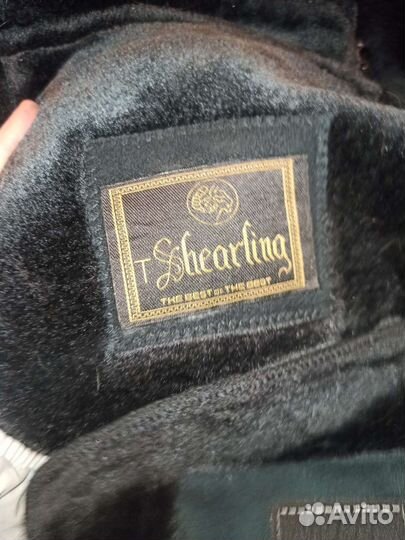 T Shearling
THE BEST OF THE BEST
Avito